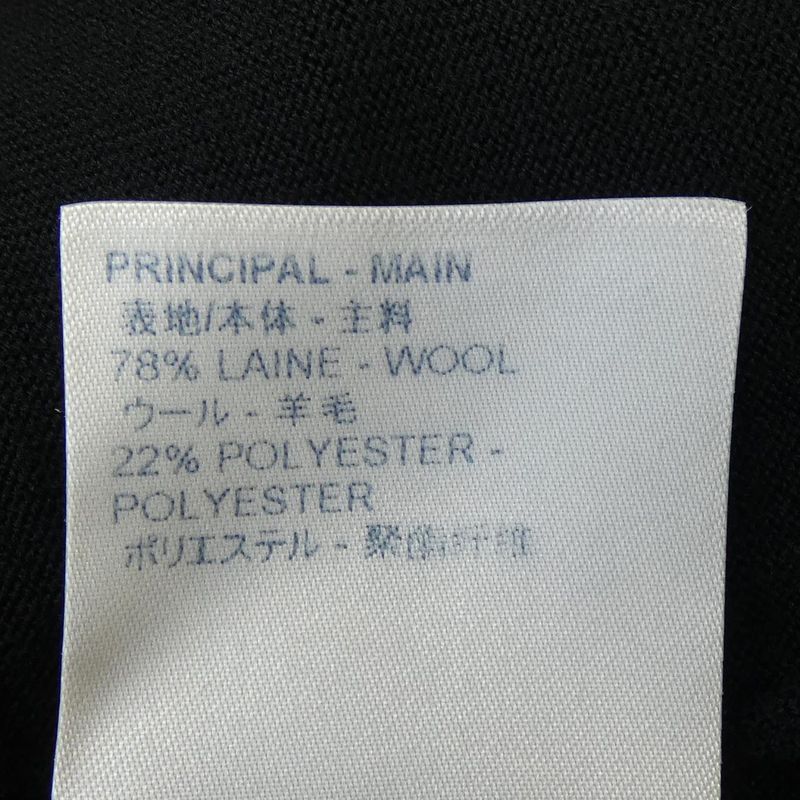 PRINCIPAL - MAIN
表地/本体 - 主料
78% LAINE - WOOL
ウール - 羊毛
22% POLYESTER -
POLYESTER
ポリエステル - 聚酯纤维